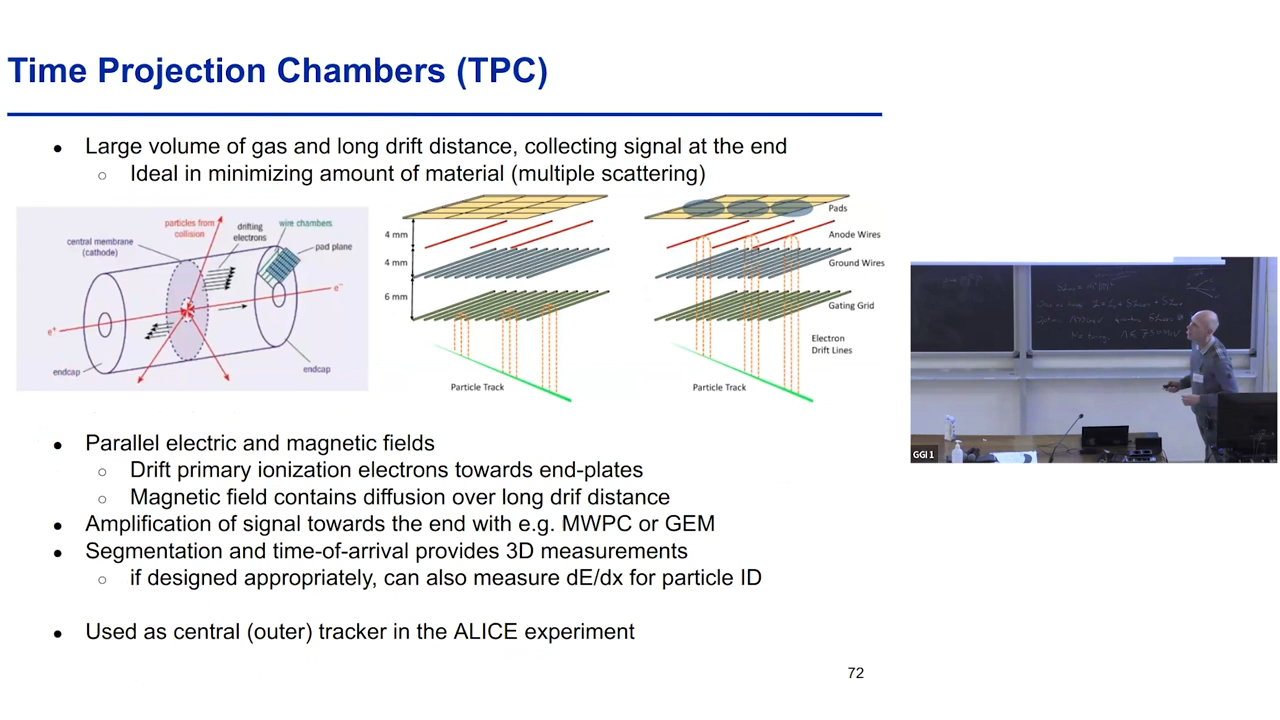 Time Projection Chambers (TPC)
● Large volume of gas and long drift distance, collecting signal at the end
○ Ideal in minimizing amount of material (multiple scattering)
particles from
collision
drifting
electrons
wire chambers
central membrane
(cathode)
pad plane
e⁻
e⁺
endcap
endcap
4 mm
4 mm
6 mm
Particle Track
Pads
Anode Wires
Ground Wires
Gating Grid
Electron
Drift Lines
Particle Track
● Parallel electric and magnetic fields
○ Drift primary ionization electrons towards end-plates
○ Magnetic field contains diffusion over long drif distance
● Amplification of signal towards the end with e.g. MWPC or GEM
● Segmentation and time-of-arrival provides 3D measurements
○ if designed appropriately, can also measure dE/dx for particle ID
● Used as central (outer) tracker in the ALICE experiment
72
GGI 1